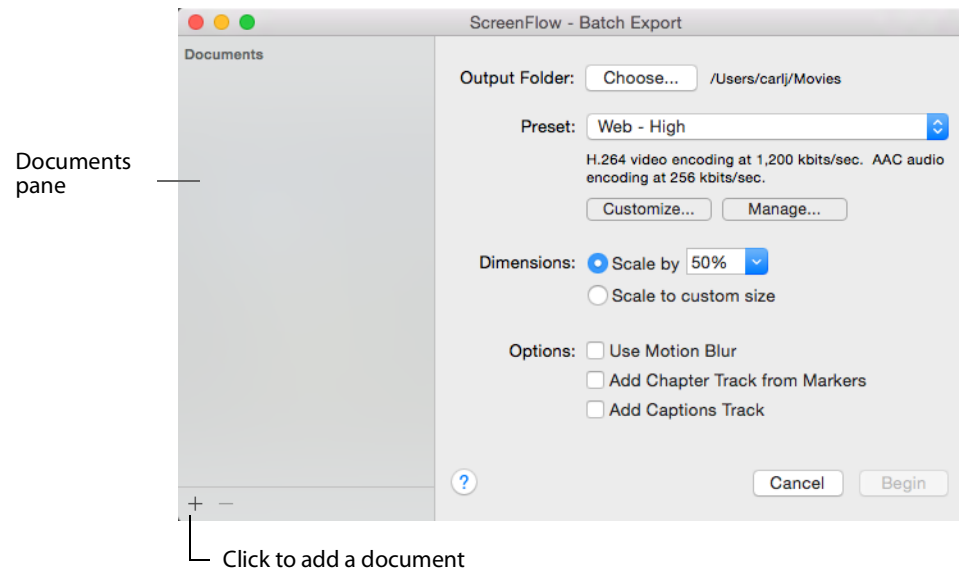 ScreenFlow - Batch Export
Documents
Output Folder: Choose... /Users/carlj/Movies
Preset: Web - High
H.264 video encoding at 1,200 kbits/sec. AAC audio
encoding at 256 kbits/sec.
Customize... Manage...
Documents
pane
Dimensions: Scale by 50%
Scale to custom size
Options: Use Motion Blur
Add Chapter Track from Markers
Add Captions Track
? Cancel Begin
+ −
Click to add a document